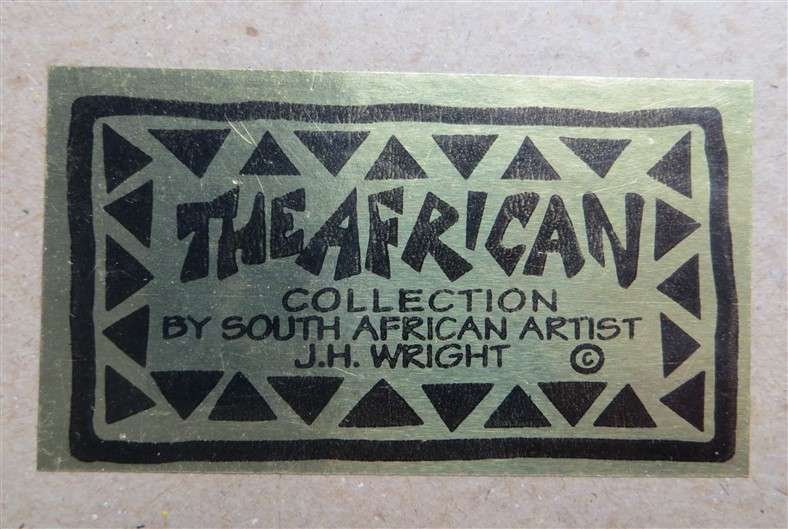 THE AFRICAN
COLLECTION
BY SOUTH AFRICAN ARTIST
J.H. WRIGHT ©